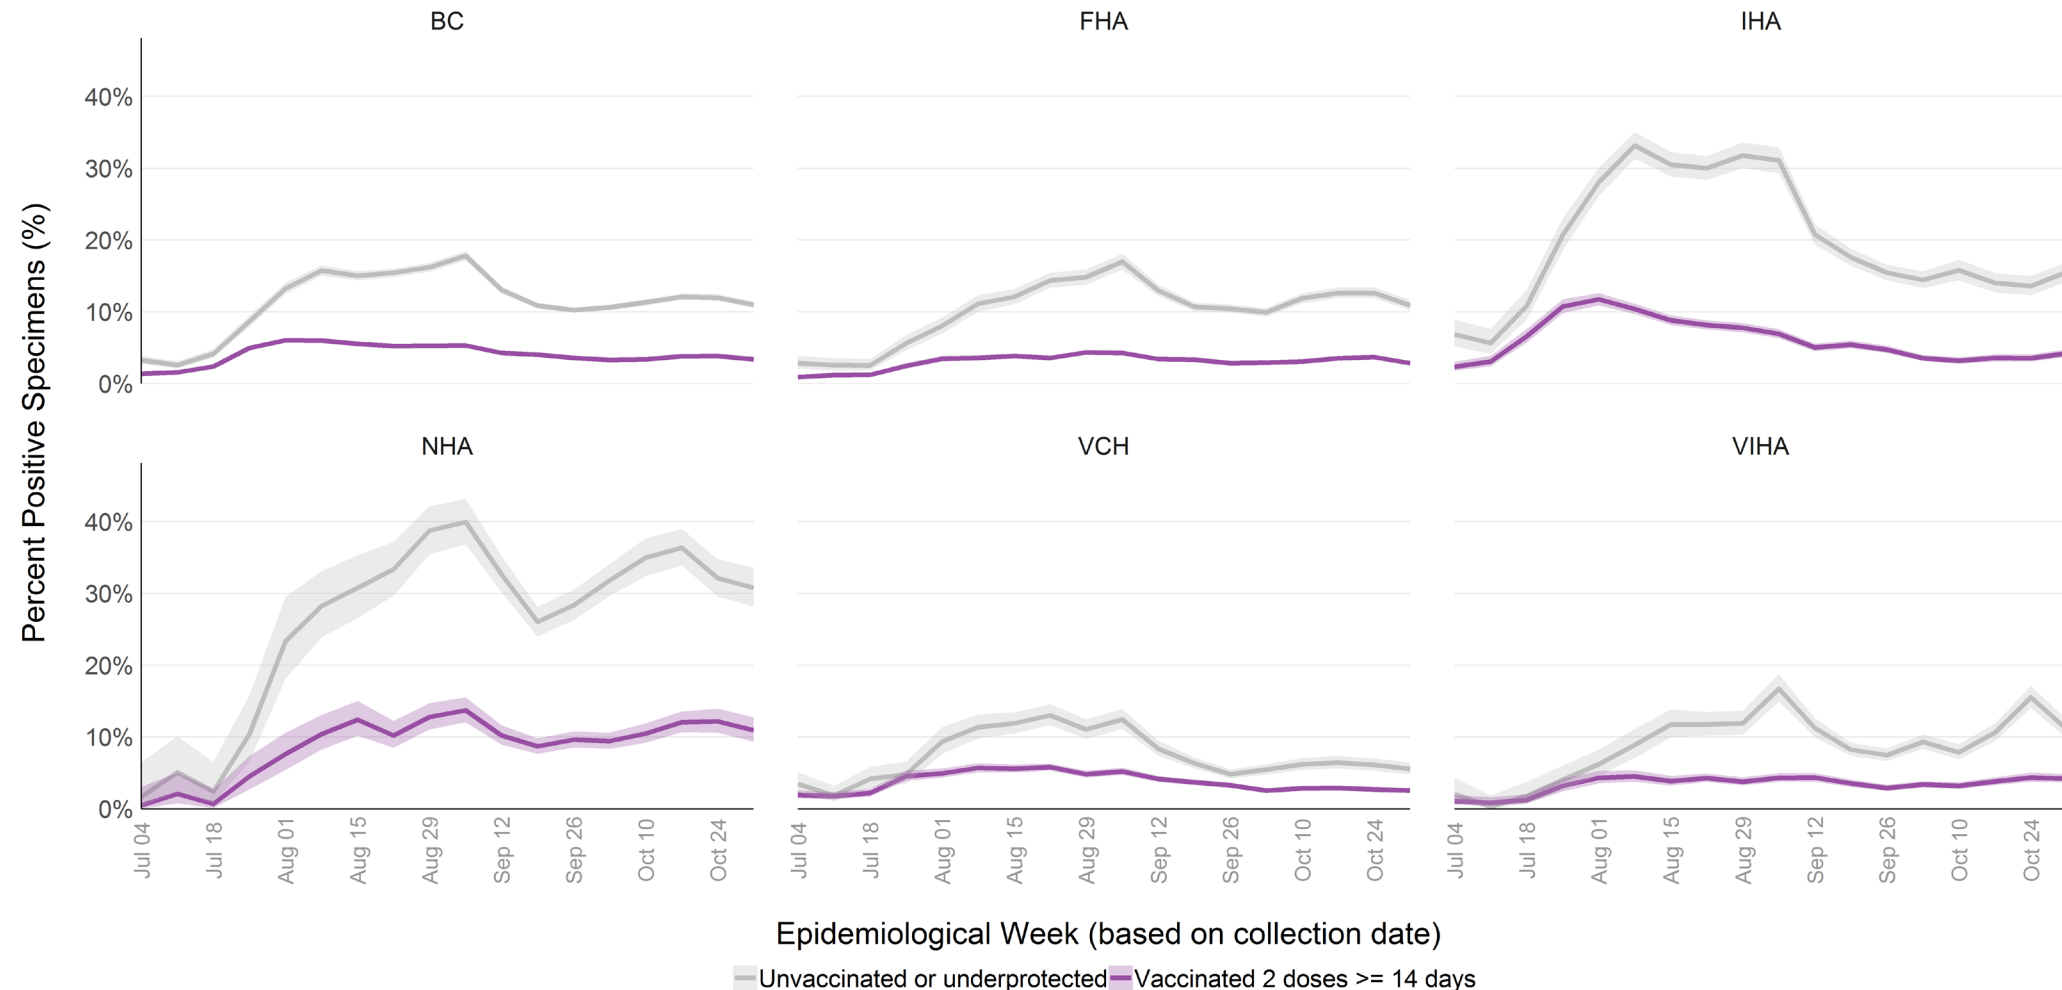 BC
FHA
IHA
Percent Positive Specimens (%)
40%
30%
20%
10%
0%
NHA
VCH
VIHA
40%
30%
20%
10%
0%
Jul 04
Jul 18
Aug 01
Aug 15
Aug 29
Sep 12
Sep 26
Oct 10
Oct 24
Jul 04
Jul 18
Aug 01
Aug 15
Aug 29
Sep 12
Sep 26
Oct 10
Oct 24
Jul 04
Jul 18
Aug 01
Aug 15
Aug 29
Sep 12
Sep 26
Oct 10
Oct 24
Epidemiological Week (based on collection date)
Unvaccinated or underprotected
Vaccinated 2 doses >= 14 days